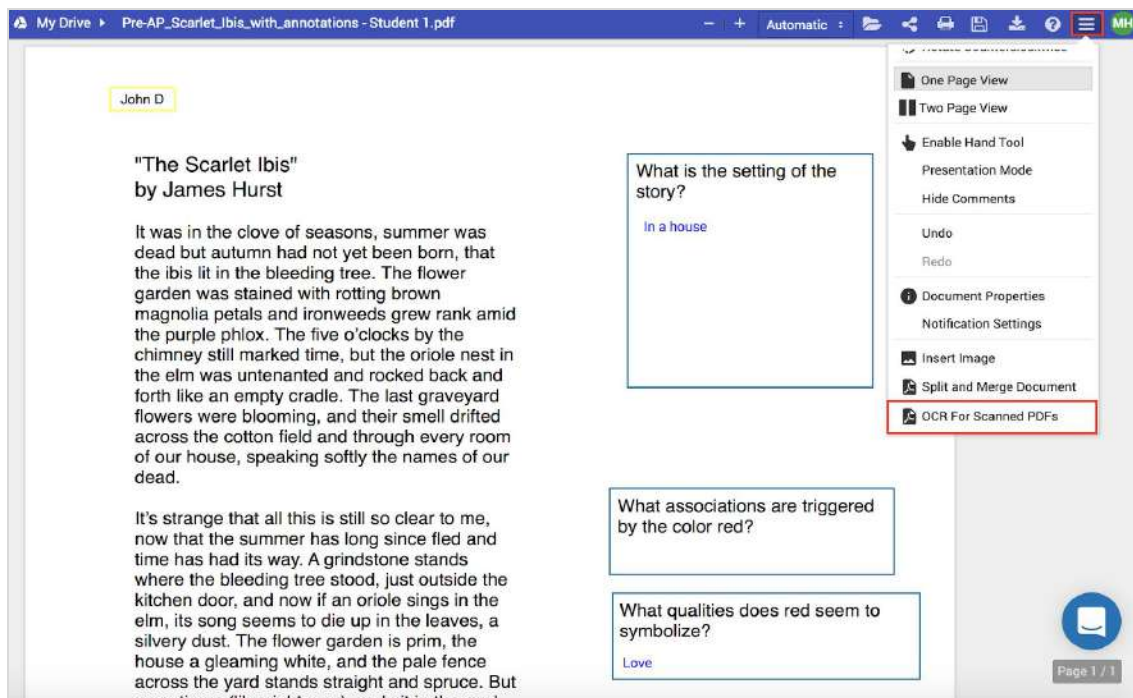 My Drive ▸ Pre-AP_Scarlet_Ibis_with_annotations - Student 1.pdf
− + Automatic
MH
One Page View
Two Page View
Enable Hand Tool
Presentation Mode
Hide Comments
Undo
Redo
Document Properties
Notification Settings
Insert Image
Split and Merge Document
OCR For Scanned PDFs
John D
"The Scarlet Ibis"
by James Hurst
It was in the clove of seasons, summer was
dead but autumn had not yet been born, that
the ibis lit in the bleeding tree. The flower
garden was stained with rotting brown
magnolia petals and ironweeds grew rank amid
the purple phlox. The five o'clocks by the
chimney still marked time, but the oriole nest in
the elm was untenanted and rocked back and
forth like an empty cradle. The last graveyard
flowers were blooming, and their smell drifted
across the cotton field and through every room
of our house, speaking softly the names of our
dead.
It's strange that all this is still so clear to me,
now that the summer has long since fled and
time has had its way. A grindstone stands
where the bleeding tree stood, just outside the
kitchen door, and now if an oriole sings in the
elm, its song seems to die up in the leaves, a
silvery dust. The flower garden is prim, the
house a gleaming white, and the pale fence
across the yard stands straight and spruce. But
What is the setting of the
story?
In a house
What associations are triggered
by the color red?
What qualities does red seem to
symbolize?
Love
Page 1 / 1